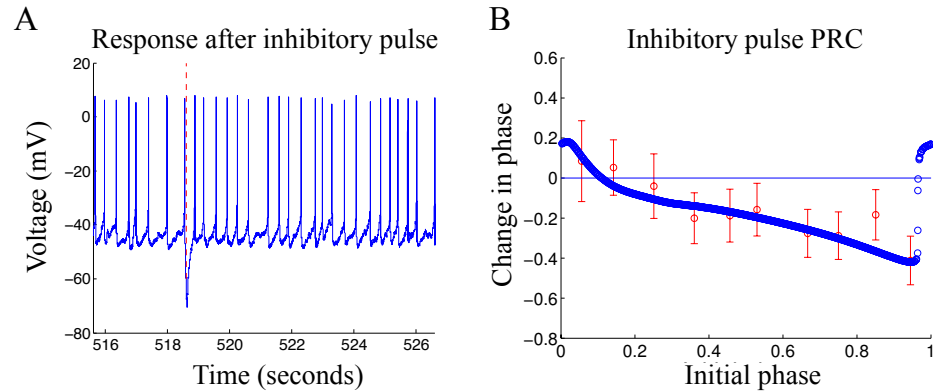 A
Response after inhibitory pulse
Voltage (mV)
20
0
−20
−40
−60
−80
516 518 520 522 524 526
Time (seconds)
B
Inhibitory pulse PRC
Change in phase
0.6
0.4
0.2
0
−0.2
−0.4
−0.6
−0.8
0 0.2 0.4 0.6 0.8 1
Initial phase